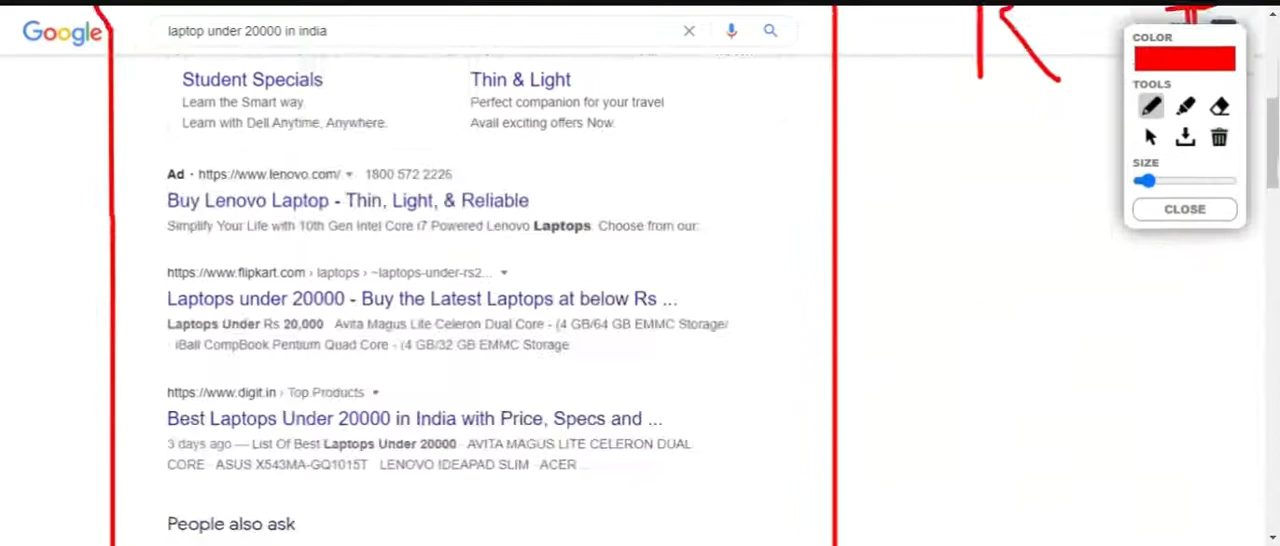 Google
laptop under 20000 in india
R I
COLOR
TOOLS
SIZE
CLOSE
Student Specials
Learn the Smart way.
Learn with Dell Anytime, Anywhere.
Thin & Light
Perfect companion for your travel
Avail exciting offers Now.
Ad · https://www.lenovo.com/ 1800 572 2226
Buy Lenovo Laptop - Thin, Light, & Reliable
Simplify Your Life with 10th Gen Intel Core i7 Powered Lenovo Laptops. Choose from our:
https://www.flipkart.com › laptops › ~laptops-under-rs2...
Laptops under 20000 - Buy the Latest Laptops at below Rs ...
Laptops Under Rs 20,000 Avita Magus Lite Celeron Dual Core - (4 GB/64 GB EMMC Storage/
iBall CompBook Pentium Quad Core - (4 GB/32 GB EMMC Storage
https://www.digit.in › Top Products
Best Laptops Under 20000 in India with Price, Specs and ...
3 days ago — List Of Best Laptops Under 20000 · AVITA MAGUS LITE CELERON DUAL
CORE · ASUS X543MA-GQ1015T · LENOVO IDEAPAD SLIM · ACER ...
People also ask